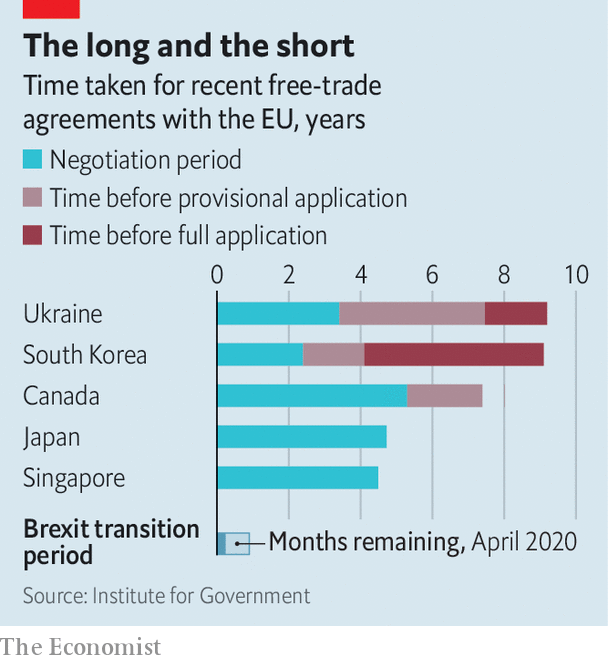 The long and the short
Time taken for recent free-trade
agreements with the EU, years
Negotiation period
Time before provisional application
Time before full application
0 2 4 6 8 10
Ukraine
South Korea
Canada
Japan
Singapore
Brexit transition
period
Months remaining, April 2020
Source: Institute for Government
The Economist